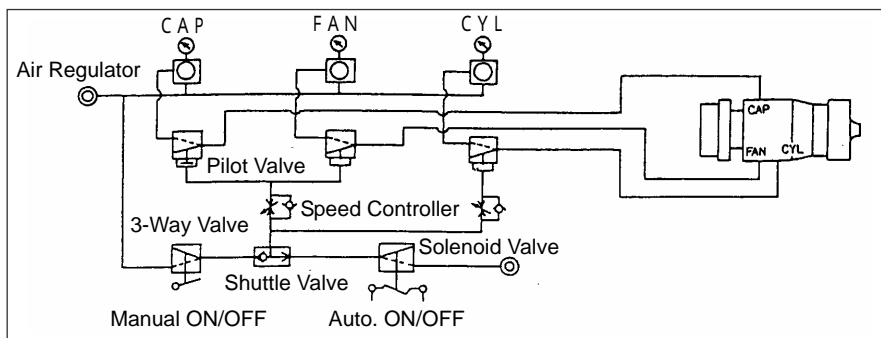 CAP FAN CYL
Air Regulator
CAP
Pilot Valve
FAN CYL
Speed Controller
3-Way Valve
Solenoid Valve
Shuttle Valve
Manual ON/OFF Auto. ON/OFF